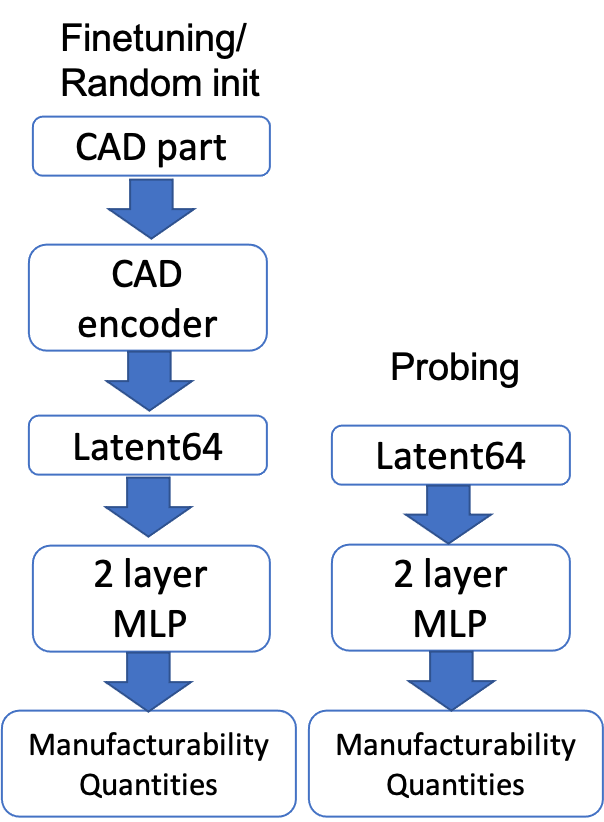 Finetuning/
Random init
CAD part
CAD
encoder
Latent64
2 layer
MLP
Manufacturability
Quantities
Probing
Latent64
2 layer
MLP
Manufacturability
Quantities